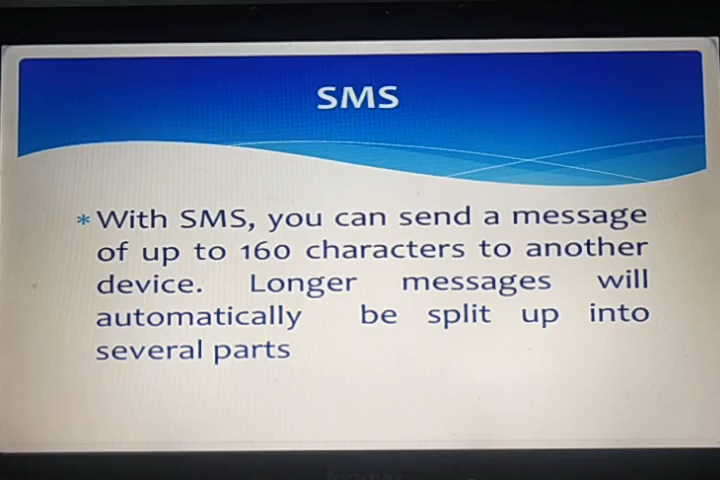 SMS
* With SMS, you can send a message
of up to 160 characters to another
device. Longer messages will
automatically be split up into
several parts